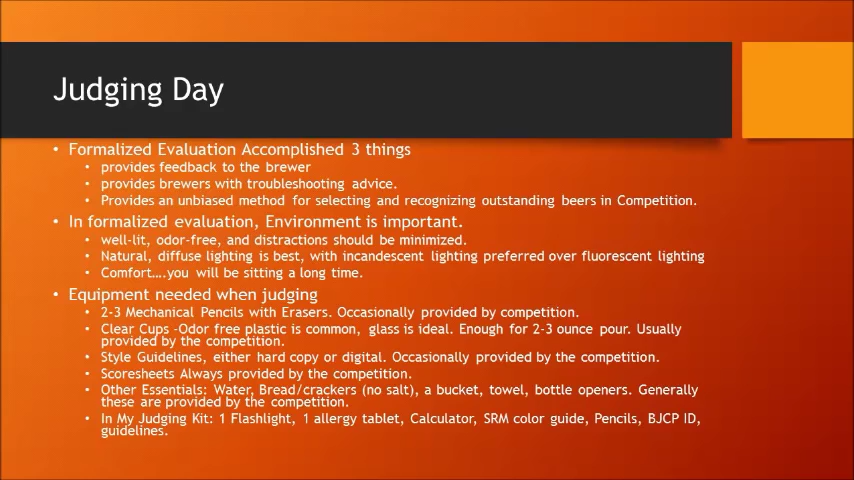 Judging Day
• Formalized Evaluation Accomplished 3 things
• provides feedback to the brewer
• provides brewers with troubleshooting advice.
• Provides an unbiased method for selecting and recognizing outstanding beers in Competition.
• In formalized evaluation, Environment is important.
• well-lit, odor-free, and distractions should be minimized.
• Natural, diffuse lighting is best, with incandescent lighting preferred over fluorescent lighting
• Comfort….you will be sitting a long time.
• Equipment needed when judging
• 2-3 Mechanical Pencils with Erasers. Occasionally provided by competition.
• Clear Cups –Odor free plastic is common, glass is ideal. Enough for 2-3 ounce pour. Usually
provided by the competition.
• Style Guidelines, either hard copy or digital. Occasionally provided by the competition.
• Scoresheets Always provided by the competition.
• Other Essentials: Water, Bread/crackers (no salt), a bucket, towel, bottle openers. Generally
these are provided by the competition.
• In My Judging Kit: 1 Flashlight, 1 allergy tablet, Calculator, SRM color guide, Pencils, BJCP ID,
guidelines.